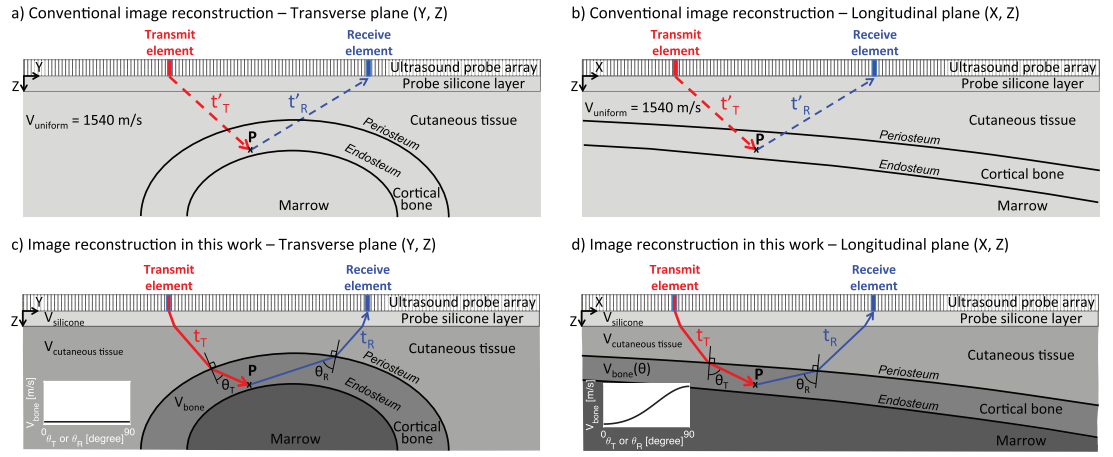 a) Conventional image reconstruction – Transverse plane (Y, Z)
Transmit
element
Receive
element
Y
Ultrasound probe array
Z
Probe silicone layer
t'T
t'R
Vuniform = 1540 m/s
Cutaneous tissue
P
Periosteum
Endosteum
Cortical
bone
Marrow
b) Conventional image reconstruction – Longitudinal plane (X, Z)
Transmit
element
Receive
element
X
Ultrasound probe array
Z
Probe silicone layer
t'T
t'R
Vuniform = 1540 m/s
Cutaneous tissue
P
Periosteum
Endosteum
Cortical bone
Marrow
c) Image reconstruction in this work – Transverse plane (Y, Z)
Transmit
element
Receive
element
Y
Ultrasound probe array
Z
Vsilicone
Probe silicone layer
tT
tR
Vcutaneous tissue
Cutaneous tissue
P
θT
θR
Periosteum
Endosteum
Vbone
Cortical
bone
Marrow
Vbone [m/s]
0
90
θT or θR [degree]
d) Image reconstruction in this work – Longitudinal plane (X, Z)
Transmit
element
Receive
element
X
Ultrasound probe array
Z
Vsilicone
Probe silicone layer
tT
tR
Vcutaneous tissue
Cutaneous tissue
P
θT
θR
Periosteum
Vbone(θ)
Endosteum
Cortical bone
Marrow
Vbone [m/s]
0
90
θT or θR [degree]